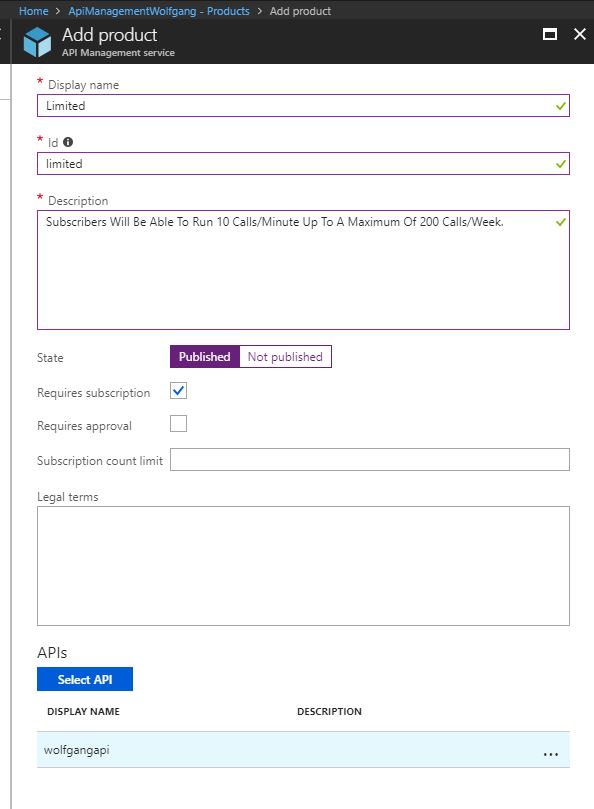 Home > ApiManagementWolfgang - Products > Add product
Add product
API Management service
* Display name
Limited
* Id
limited
* Description
Subscribers Will Be Able To Run 10 Calls/Minute Up To A Maximum Of 200 Calls/Week.
State Published Not published
Requires subscription
Requires approval
Subscription count limit
Legal terms
APIs
Select API
DISPLAY NAME DESCRIPTION
wolfgangapi ...